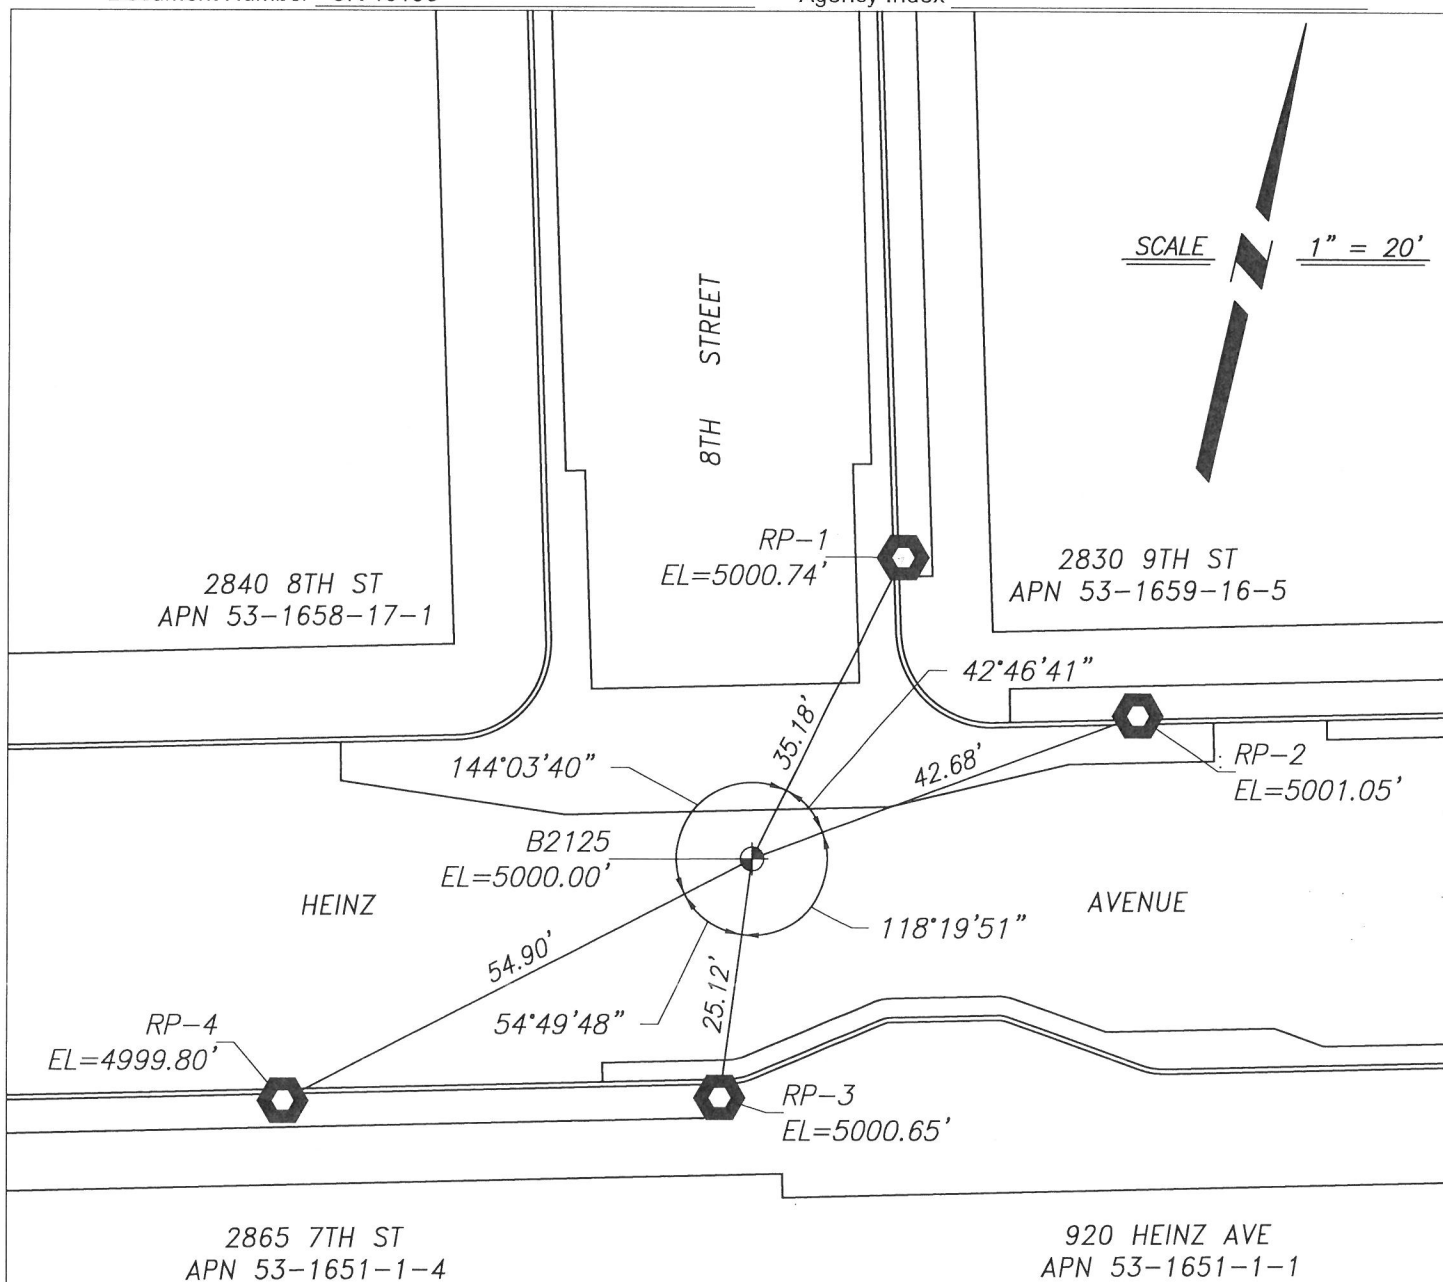 Agency Index
SCALE 1" = 20'
8TH STREET
RP-1
EL=5000.74'
2840 8TH ST
APN 53-1658-17-1
2830 9TH ST
APN 53-1659-16-5
42°46'41"
35.18'
144°03'40"
42.68'
RP-2
EL=5001.05'
B2125
EL=5000.00'
HEINZ AVENUE
118°19'51"
54.90'
25.12'
54°49'48"
RP-4
EL=4999.80'
RP-3
EL=5000.65'
2865 7TH ST
APN 53-1651-1-4
920 HEINZ AVE
APN 53-1651-1-1